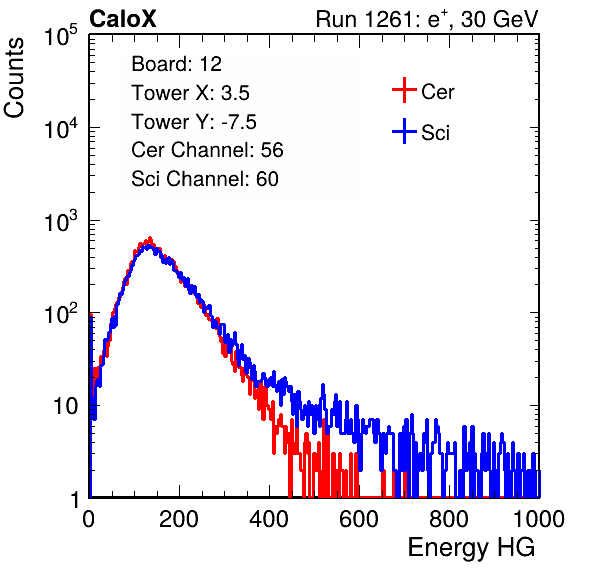 CaloX Run 1261: e⁺, 30 GeV
Board: 12
Tower X: 3.5
Tower Y: -7.5
Cer Channel: 56
Sci Channel: 60
Cer
Sci
Counts
10⁵
10⁴
10³
10²
10
1
0 200 400 600 800 1000
Energy HG